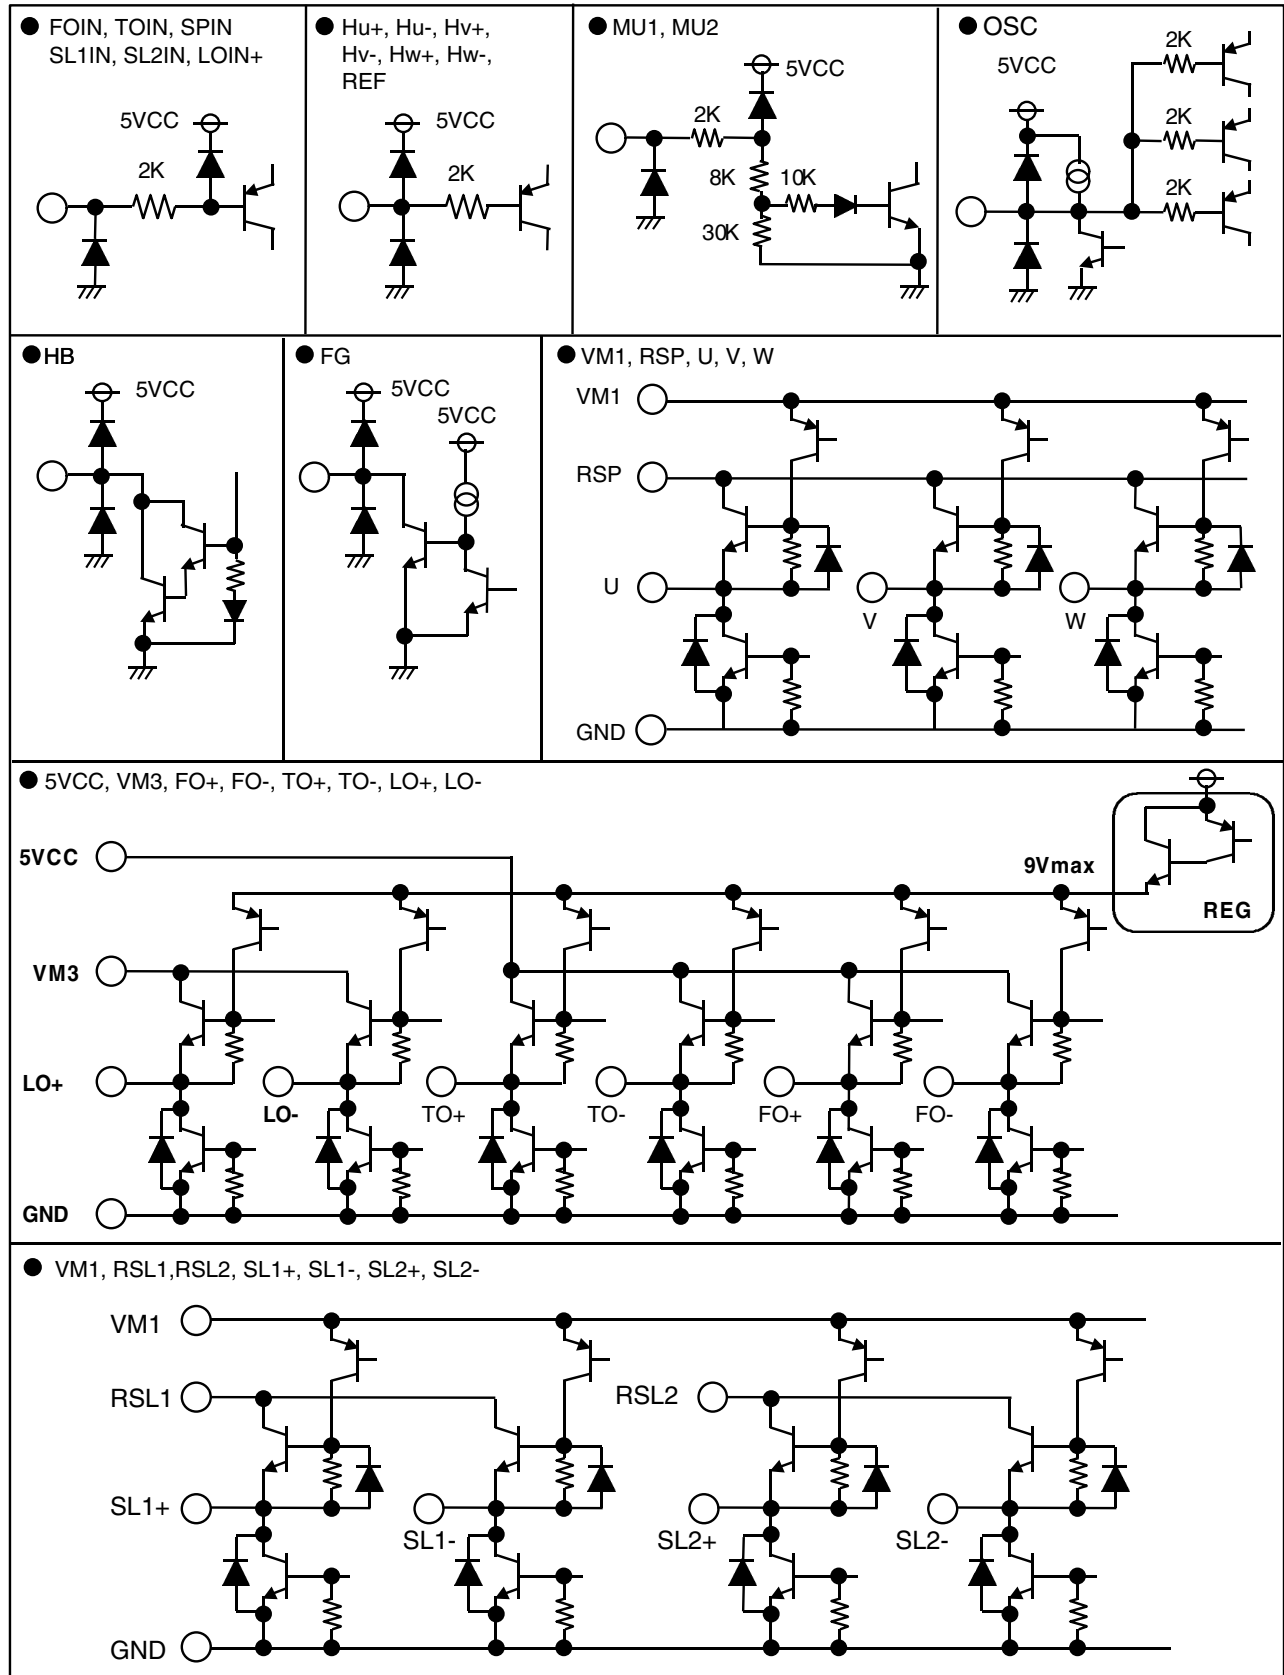 ● FOIN, TOIN, SPIN
SL1IN, SL2IN, LOIN+
5VCC
2K
● Hu+, Hu-, Hv+,
Hv-, Hw+, Hw-,
REF
5VCC
2K
● MU1, MU2
5VCC
2K
8K
10K
30K
● OSC
5VCC
2K
2K
2K
● HB
5VCC
● FG
5VCC
5VCC
● VM1, RSP, U, V, W
VM1
RSP
U
V
W
GND
● 5VCC, VM3, FO+, FO-, TO+, TO-, LO+, LO-
5VCC
9Vmax
REG
VM3
LO+
LO-
TO+
TO-
FO+
FO-
GND
● VM1, RSL1,RSL2, SL1+, SL1-, SL2+, SL2-
VM1
RSL1
RSL2
SL1+
SL1-
SL2+
SL2-
GND